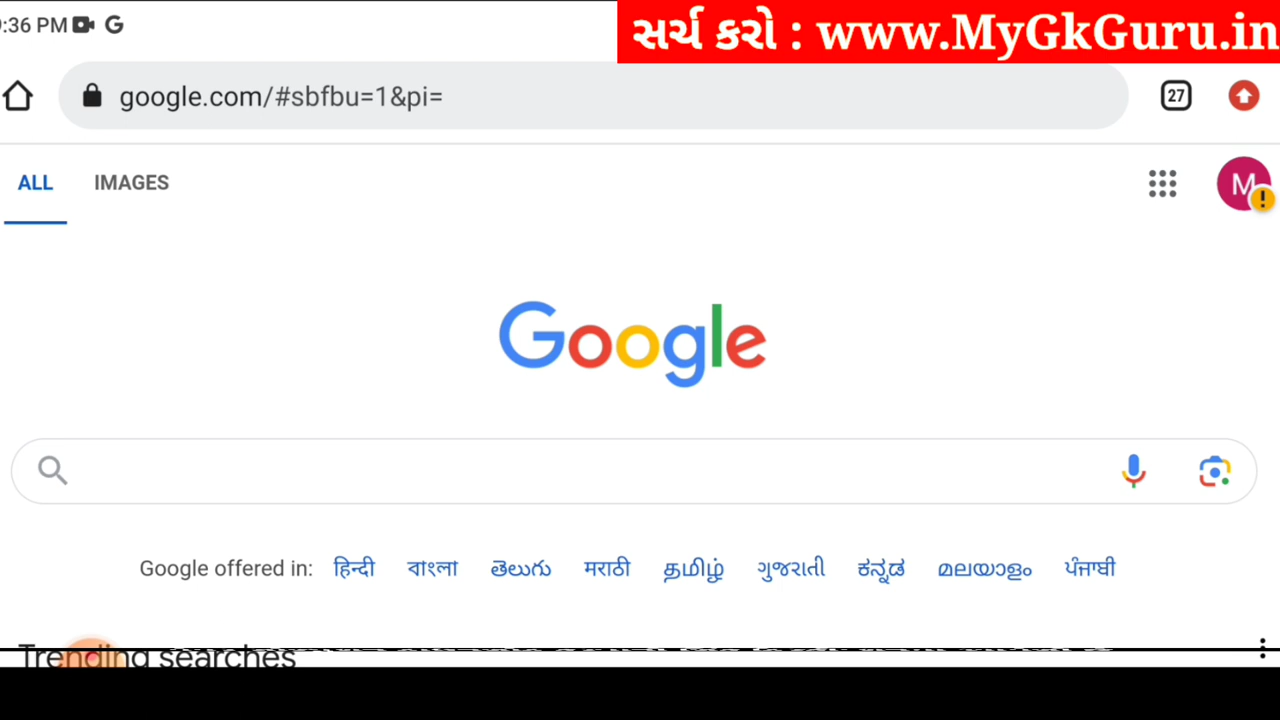 :36 PM
સર્ચ કરો : www.MyGkGuru.in
google.com/#sbfbu=1&pi=
27
ALL IMAGES
M
!
Google
Google offered in: हिन्दी বাংলা తెలుగు मराठी தமிழ் ગુજરાતી ಕನ್ನಡ മലയാളം ਪੰਜਾਬੀ
Trending searches